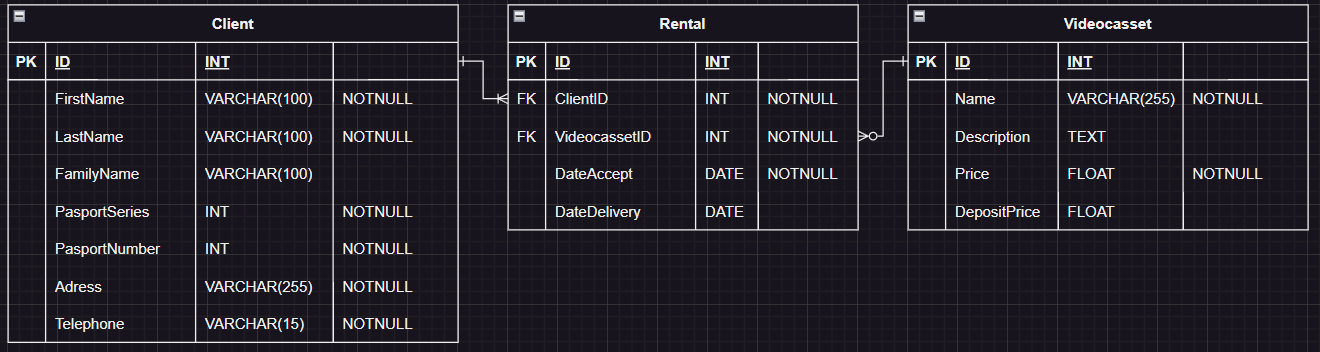 Client
PK ID INT
FirstName VARCHAR(100) NOTNULL
LastName VARCHAR(100) NOTNULL
FamilyName VARCHAR(100)
PasportSeries INT NOTNULL
PasportNumber INT NOTNULL
Adress VARCHAR(255) NOTNULL
Telephone VARCHAR(15) NOTNULL
Rental
PK ID INT
FK ClientID INT NOTNULL
FK VideocassetID INT NOTNULL
DateAccept DATE NOTNULL
DateDelivery DATE
Videocasset
PK ID INT
Name VARCHAR(255) NOTNULL
Description TEXT
Price FLOAT NOTNULL
DepositPrice FLOAT